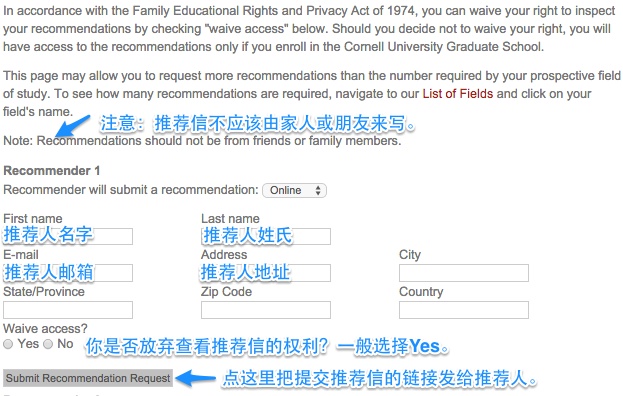 In accordance with the Family Educational Rights and Privacy Act of 1974, you can waive your right to inspect
your recommendations by checking "waive access" below. Should you decide not to waive your right, you will
have access to the recommendations only if you enroll in the Cornell University Graduate School.
This page may allow you to request more recommendations than the number required by your prospective field
of study. To see how many recommendations are required, navigate to our List of Fields and click on your
field's name.
注意：推荐信不应该由家人或朋友来写。
Note: Recommendations should not be from friends or family members.
Recommender 1
Recommender will submit a recommendation: Online
First name Last name
推荐人名字 推荐人姓氏
E-mail Address City
推荐人邮箱 推荐人地址
State/Province Zip Code Country
Waive access?
Yes No 你是否放弃查看推荐信的权利？一般选择Yes。
Submit Recommendation Request 点这里把提交推荐信的链接发给推荐人。